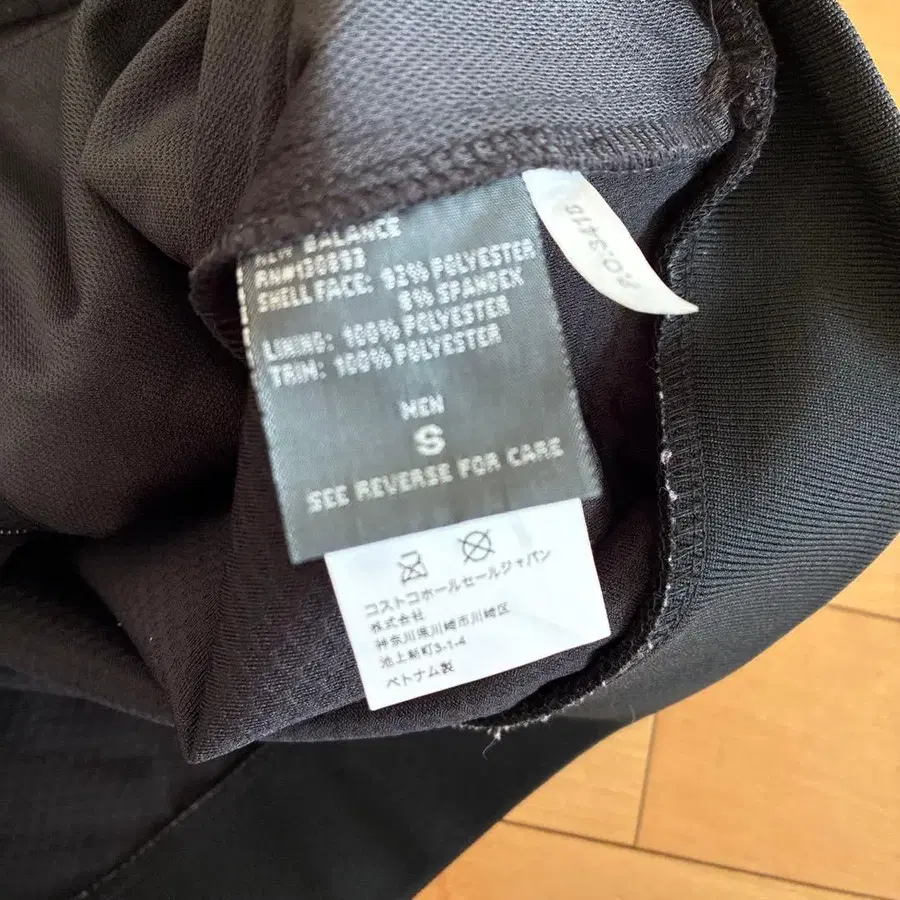 NEW BALANCE
RN#130893
SHELL FACE: 92% POLYESTER
8% SPANDEX
LINING: 100% POLYESTER
TRIM: 100% POLYESTER
MEN
S
SEE REVERSE FOR CARE
コストコホールセールジャパン
株式会社
神奈川県川崎市川崎区
池上新町3-1-4
ベトナム製